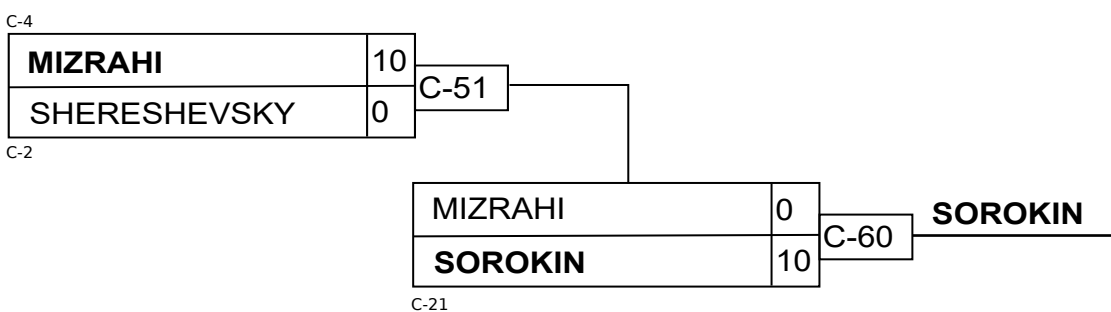 C-4
MIZRAHI 10
C-51
SHERESHEVSKY 0
C-2
MIZRAHI 0
SOROKIN
C-60
SOROKIN 10
C-21